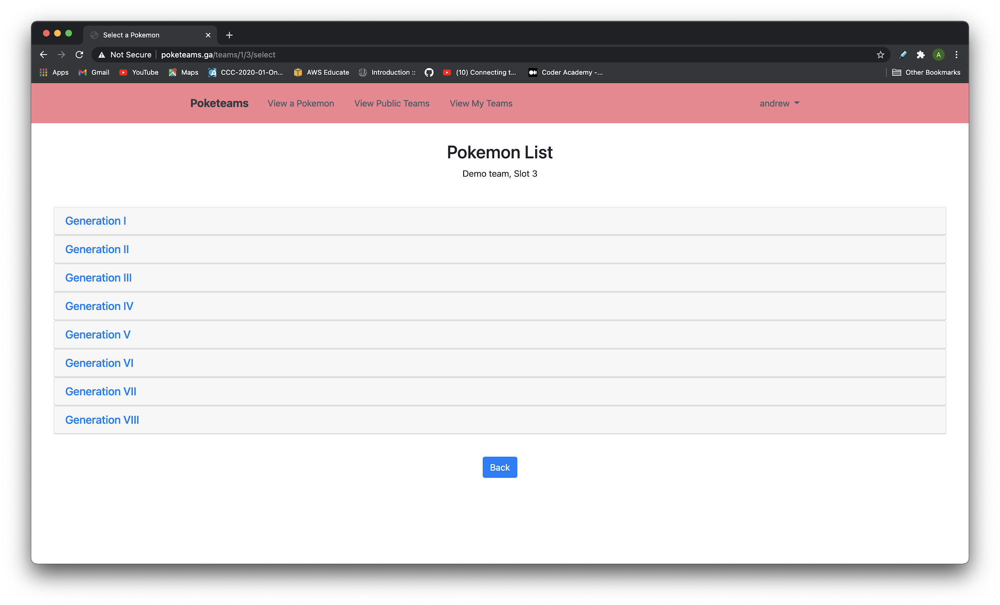 Select a Pokemon
Not Secure poketeams.ga/teams/1/3/select
A
Apps Gmail YouTube Maps CCC-2020-01-On... AWS Educate Introduction :: (10) Connecting t... Coder Academy -... Other Bookmarks
Poketeams View a Pokemon View Public Teams View My Teams andrew
Pokemon List
Demo team, Slot 3
Generation I
Generation II
Generation III
Generation IV
Generation V
Generation VI
Generation VII
Generation VIII
Back